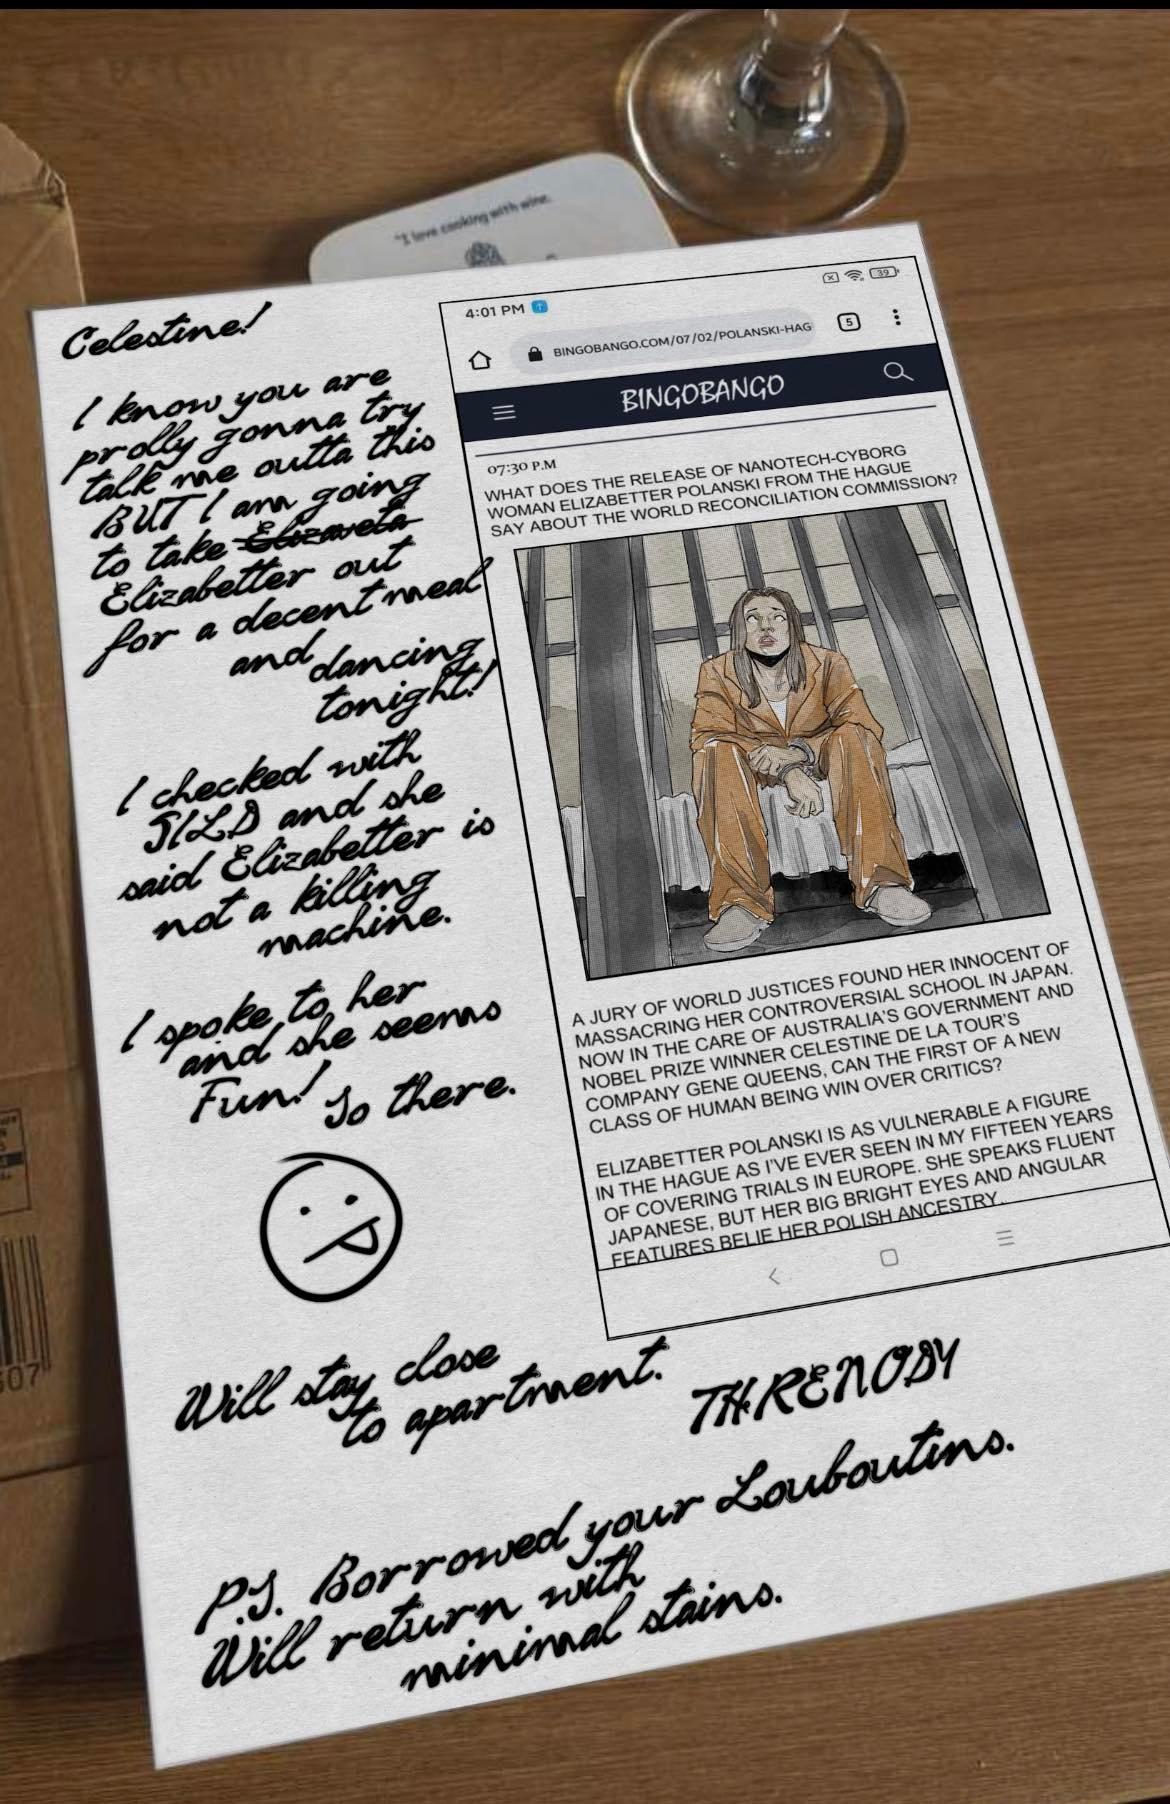 "I love cooking with wine.
Celestine!
I know you are
prolly gonna try
talk me outta this
BUT I am going
to take Elizaveta
Elizabetter out
for a decent meal
and
dancing
tonight!
I checked with
JILD and she
said Elizabetter is
not a killing
machine.
I spoke to her
and she seems
Fun!
So there.
4:01 PM
39
BINGOBANGO.COM/07/02/POLANSKI-HAG
5
BINGOBANGO
07:30 P.M
WHAT DOES THE RELEASE OF NANOTECH-CYBORG
WOMAN ELIZABETTER POLANSKI FROM THE HAGUE
SAY ABOUT THE WORLD RECONCILIATION COMMISSION?
A JURY OF WORLD JUSTICES FOUND HER INNOCENT OF
MASSACRING HER CONTROVERSIAL SCHOOL IN JAPAN.
NOW IN THE CARE OF AUSTRALIA'S GOVERNMENT AND
NOBEL PRIZE WINNER CELESTINE DE LA TOUR'S
COMPANY GENE QUEENS, CAN THE FIRST OF A NEW
CLASS OF HUMAN BEING WIN OVER CRITICS?
ELIZABETTER POLANSKI IS AS VULNERABLE A FIGURE
IN THE HAGUE AS I'VE EVER SEEN IN MY FIFTEEN YEARS
OF COVERING TRIALS IN EUROPE. SHE SPEAKS FLUENT
JAPANESE, BUT HER BIG BRIGHT EYES AND ANGULAR
FEATURES BELIE HER POLISH ANCESTRY.
Will stay close
to apartment.
THRENODY
P.S. Borrowed your Louboutins.
Will return with
minimal stains.
607